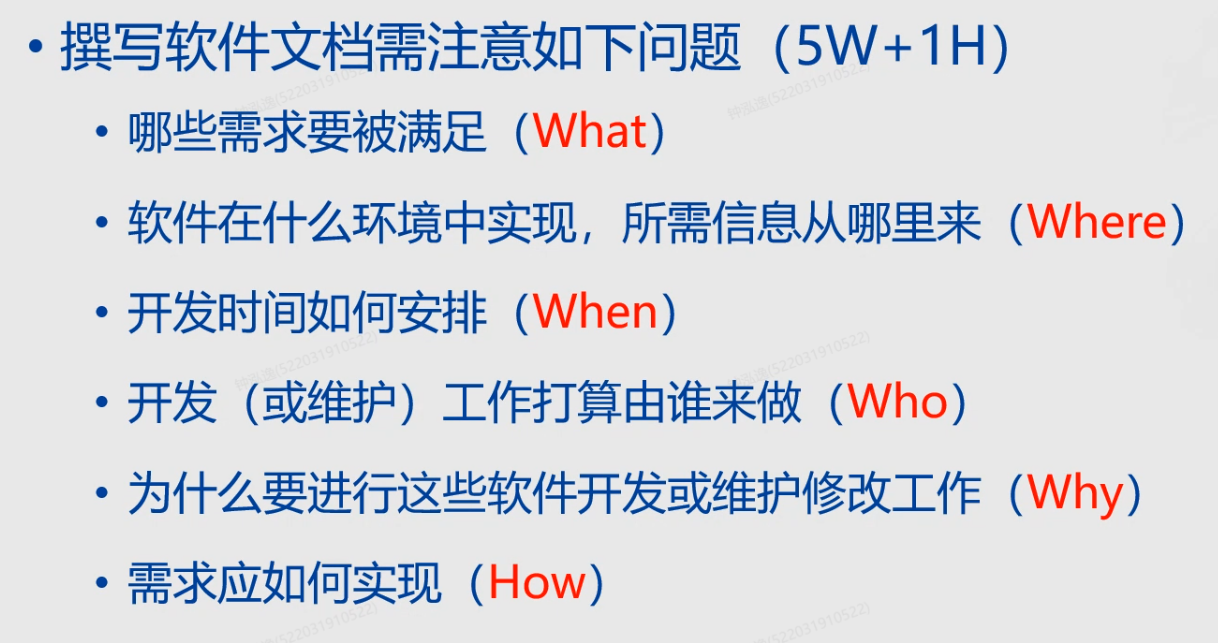 • 撰写软件文档需注意如下问题（5W+1H）
• 哪些需求要被满足（What）
• 软件在什么环境中实现，所需信息从哪里来（Where）
• 开发时间如何安排（When）
• 开发（或维护）工作打算由谁来做（Who）
• 为什么要进行这些软件开发或维护修改工作（Why）
• 需求应如何实现（How）